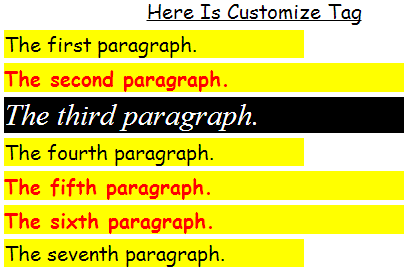 Here Is Customize Tag
The first paragraph.
The second paragraph.
The third paragraph.
The fourth paragraph.
The fifth paragraph.
The sixth paragraph.
The seventh paragraph.